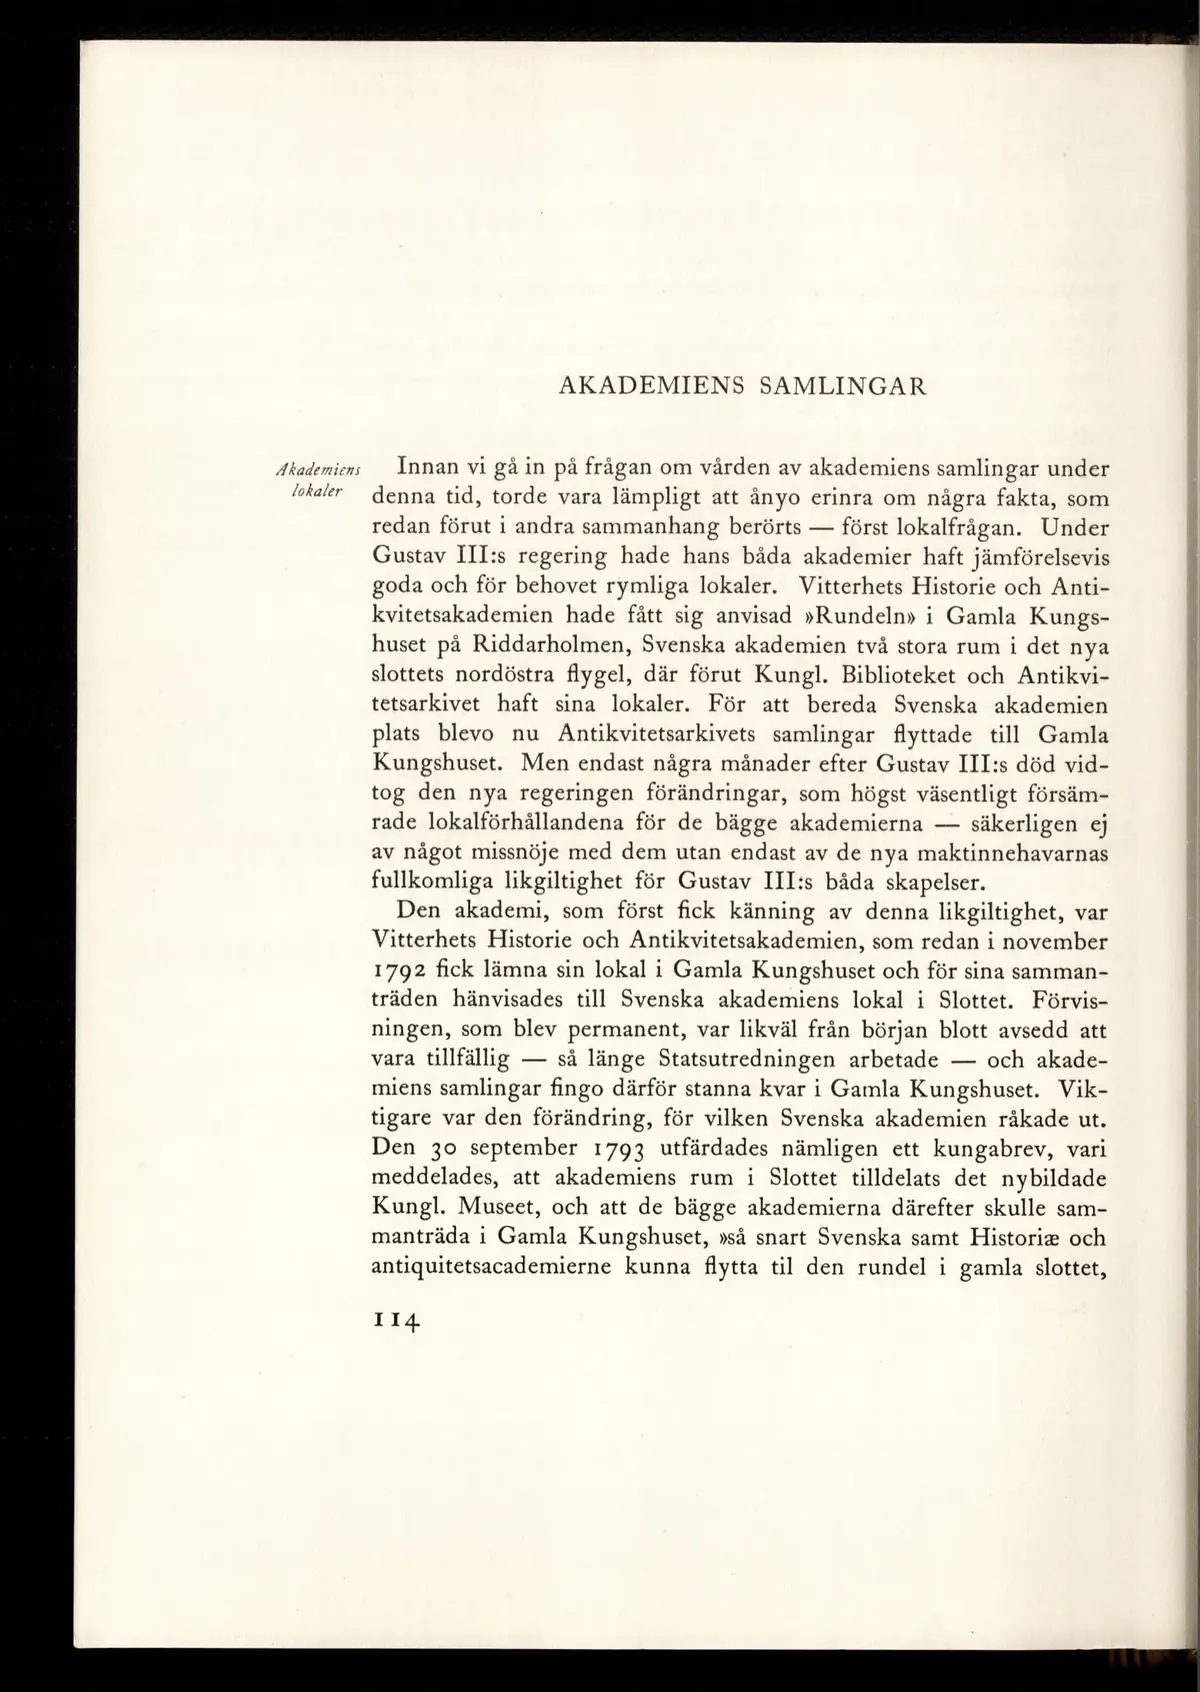 AKADEMIENS SAMLINGAR
Akademiens
lokaler
Innan vi gå in på frågan om vården av akademiens samlingar under
denna tid, torde vara lämpligt att ånyo erinra om några fakta, som
redan förut i andra sammanhang berörts — först lokalfrågan. Under
Gustav III:s regering hade hans båda akademier haft jämförelsevis
goda och för behovet rymliga lokaler. Vitterhets Historie och Anti-
kvitetsakademien hade fått sig anvisad »Rundeln» i Gamla Kungs-
huset på Riddarholmen, Svenska akademien två stora rum i det nya
slottets nordöstra flygel, där förut Kungl. Biblioteket och Antikvi-
tetsarkivet haft sina lokaler. För att bereda Svenska akademien
plats blevo nu Antikvitetsarkivets samlingar flyttade till Gamla
Kungshuset. Men endast några månader efter Gustav III:s död vid-
tog den nya regeringen förändringar, som högst väsentligt försäm-
rade lokalförhållandena för de bägge akademierna — säkerligen ej
av något missnöje med dem utan endast av de nya maktinnehavarnas
fullkomliga likgiltighet för Gustav III:s båda skapelser.
Den akademi, som först fick känning av denna likgiltighet, var
Vitterhets Historie och Antikvitetsakademien, som redan i november
1792 fick lämna sin lokal i Gamla Kungshuset och för sina samman-
träden hänvisades till Svenska akademiens lokal i Slottet. Förvis-
ningen, som blev permanent, var likväl från början blott avsedd att
vara tillfällig — så länge Statsutredningen arbetade — och akade-
miens samlingar fingo därför stanna kvar i Gamla Kungshuset. Vik-
tigare var den förändring, för vilken Svenska akademien råkade ut.
Den 30 september 1793 utfärdades nämligen ett kungabrev, vari
meddelades, att akademiens rum i Slottet tilldelats det nybildade
Kungl. Museet, och att de bägge akademierna därefter skulle sam-
manträda i Gamla Kungshuset, »så snart Svenska samt Historiæ och
antiquitetsacademierne kunna flytta til den rundel i gamla slottet,
114